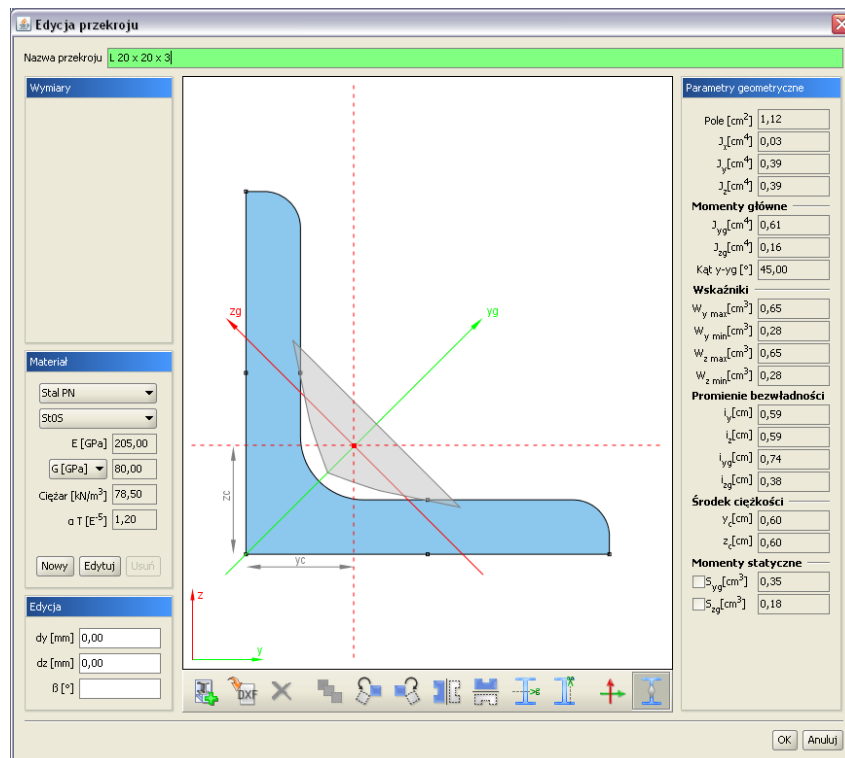 Edycja przekroju
Nazwa przekroju L 20 x 20 x 3
Wymiary
Materiał
Stal PN
St0S
E [GPa] 205,00
G [GPa] 80,00
Ciężar [kN/m³] 78,50
α T [E⁻⁵] 1,20
Nowy Edytuj Usuń
Edycja
dy [mm] 0,00
dz [mm] 0,00
β [°]
zg
yg
zc
yc
z
y
DXF
Parametry geometryczne
Pole [cm²] 1,12
Jx[cm⁴] 0,03
Jy[cm⁴] 0,39
Jz[cm⁴] 0,39
Momenty główne
Jyg[cm⁴] 0,61
Jzg[cm⁴] 0,16
Kąt y-yg [°] 45,00
Wskaźniki
Wy max[cm³] 0,65
Wy min[cm³] 0,28
Wz max[cm³] 0,65
Wz min[cm³] 0,28
Promienie bezwładności
iy[cm] 0,59
iz[cm] 0,59
iyg[cm] 0,74
izg[cm] 0,38
Środek ciężkości
yc[cm] 0,60
zc[cm] 0,60
Momenty statyczne
Syg[cm³] 0,35
Szg[cm³] 0,18
OK Anuluj